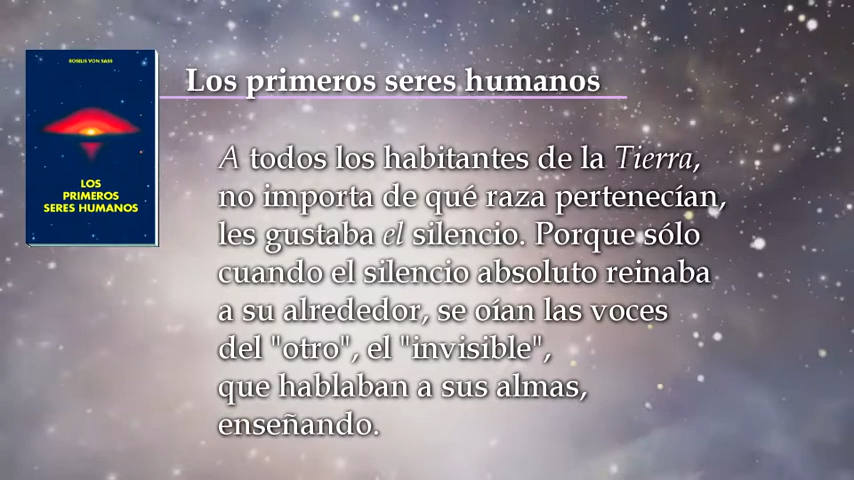 ROSELIS VON SASS
LOS
PRIMEROS
SERES HUMANOS
Los primeros seres humanos
A todos los habitantes de la Tierra,
no importa de qué raza pertenecían,
les gustaba el silencio. Porque sólo
cuando el silencio absoluto reinaba
a su alrededor, se oían las voces
del "otro", el "invisible",
que hablaban a sus almas,
enseñando.